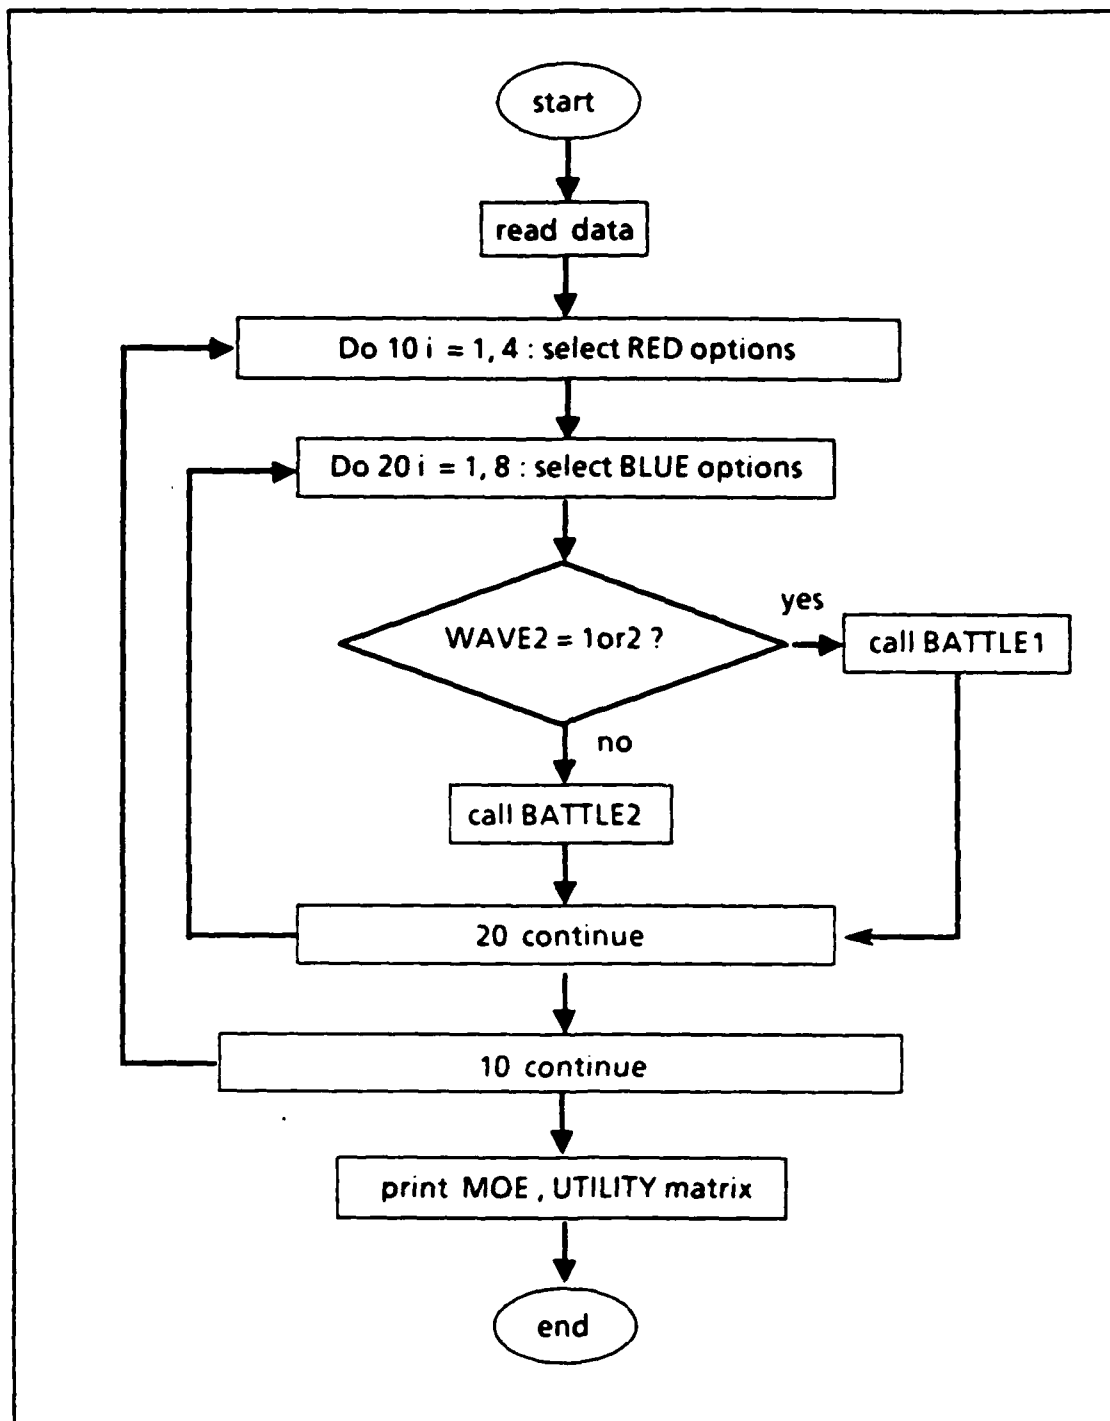 start
read data
Do 10 i = 1, 4 : select RED options
Do 20 i = 1, 8 : select BLUE options
WAVE2 = 1or2 ?
yes
call BATTLE1
no
call BATTLE2
20 continue
10 continue
print MOE , UTILITY matrix
end